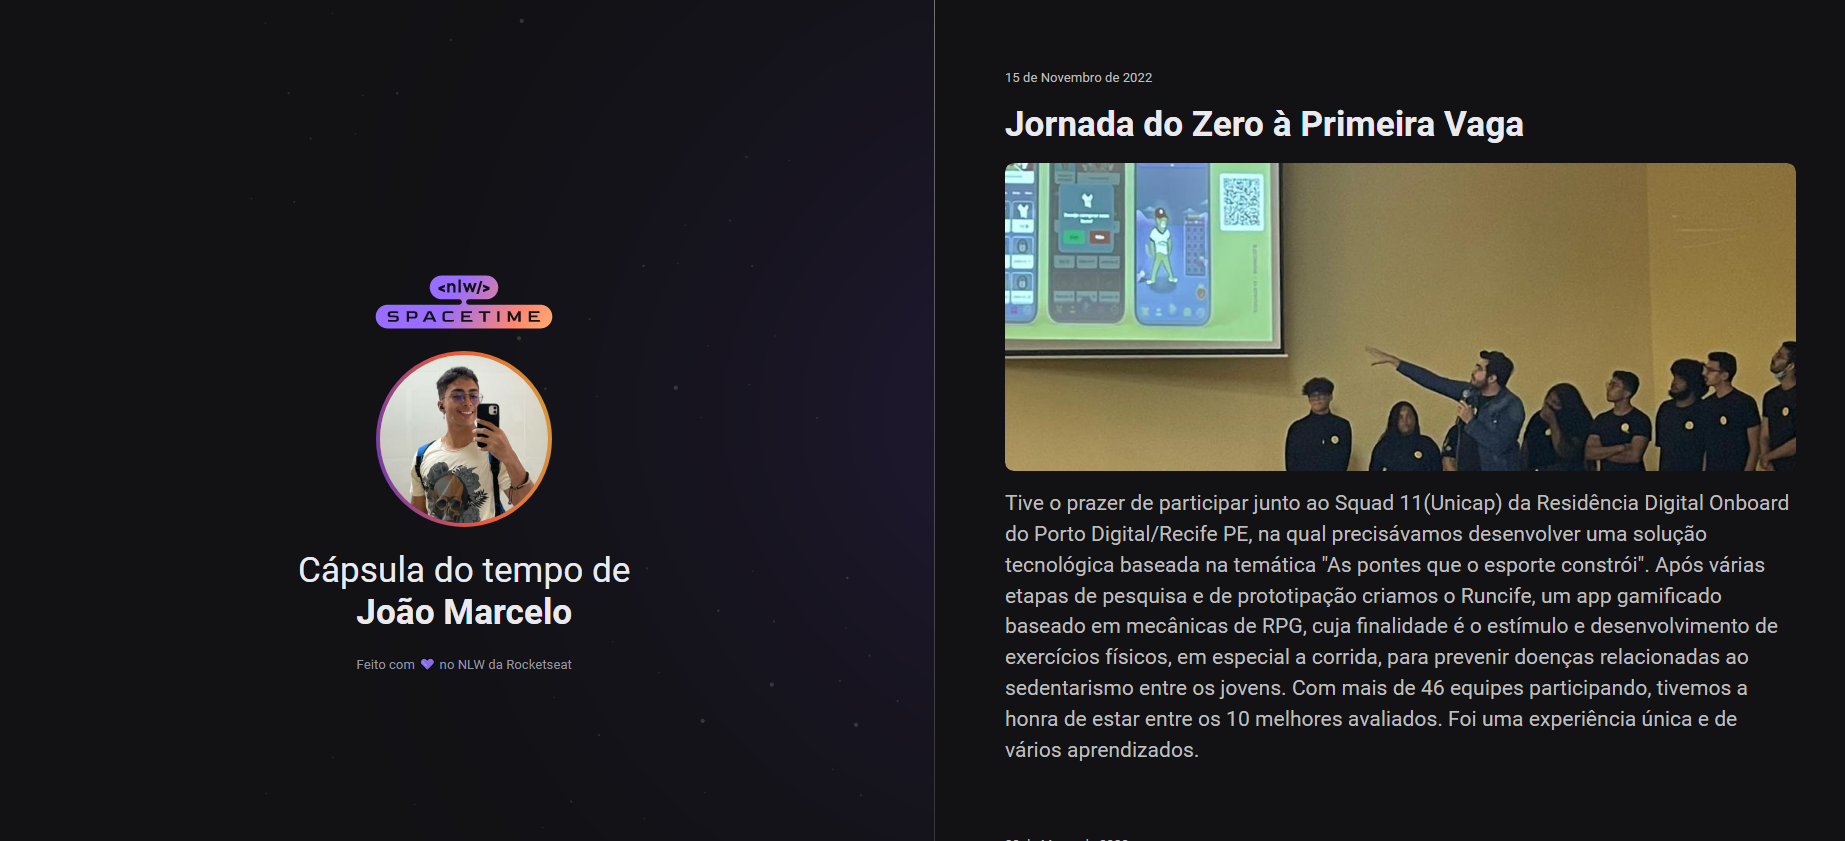 <nlw/>
SPACETIME
Cápsula do tempo de
João Marcelo
Feito com no NLW da Rocketseat
15 de Novembro de 2022
Jornada do Zero à Primeira Vaga
Tive o prazer de participar junto ao Squad 11(Unicap) da Residência Digital Onboard
do Porto Digital/Recife PE, na qual precisávamos desenvolver uma solução
tecnológica baseada na temática "As pontes que o esporte constrói". Após várias
etapas de pesquisa e de prototipação criamos o Runcife, um app gamificado
baseado em mecânicas de RPG, cuja finalidade é o estímulo e desenvolvimento de
exercícios físicos, em especial a corrida, para prevenir doenças relacionadas ao
sedentarismo entre os jovens. Com mais de 46 equipes participando, tivemos a
honra de estar entre os 10 melhores avaliados. Foi uma experiência única e de
vários aprendizados.